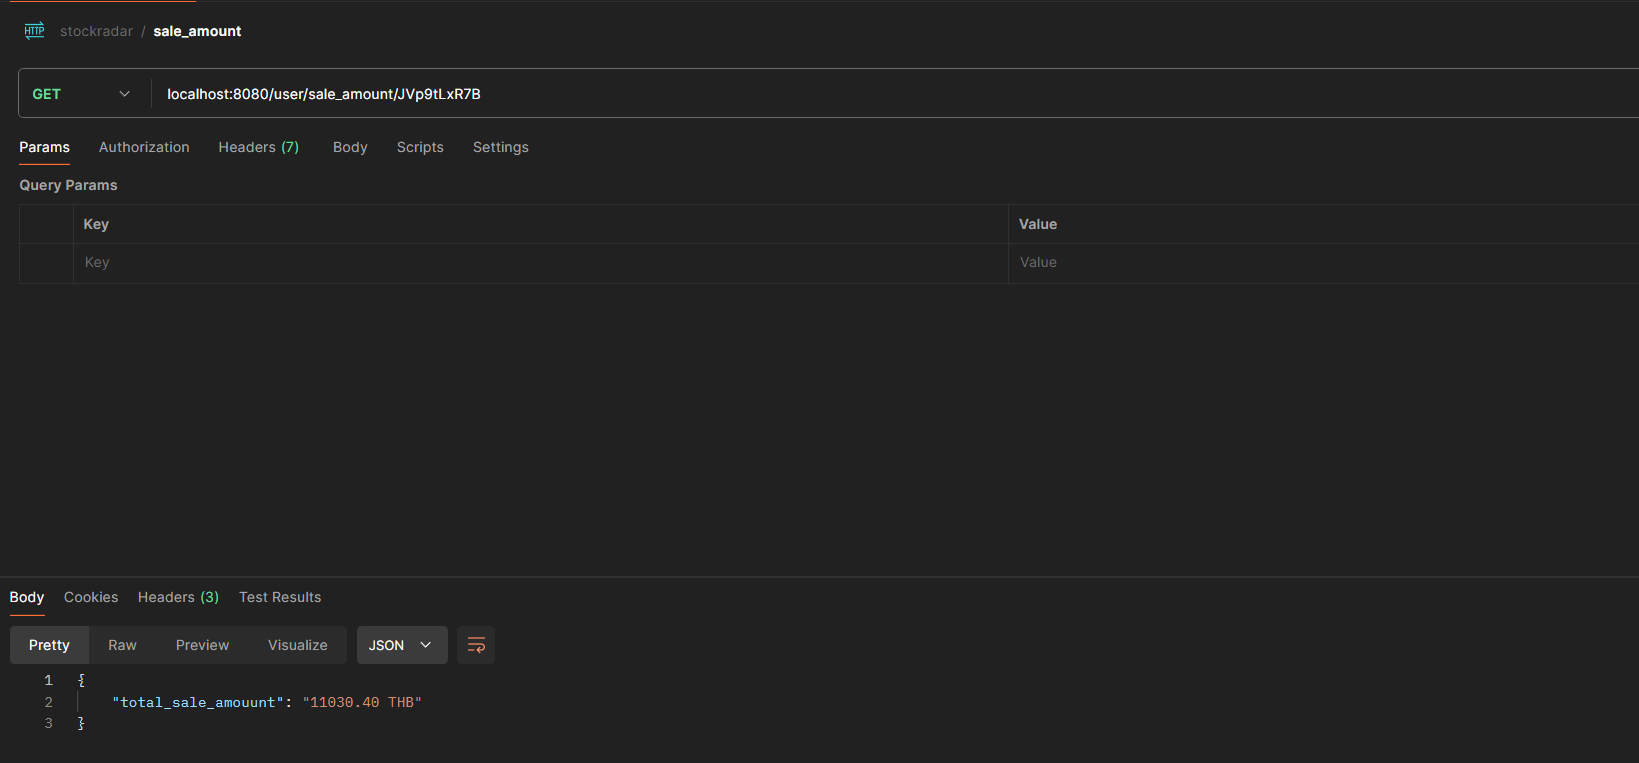 HTTP stockradar / sale_amount
GET localhost:8080/user/sale_amount/JVp9tLxR7B
Params Authorization Headers (7) Body Scripts Settings
Query Params
Key Value
Key Value
Body Cookies Headers (3) Test Results
Pretty Raw Preview Visualize JSON
1 {
2 "total_sale_amouunt": "11030.40 THB"
3 }